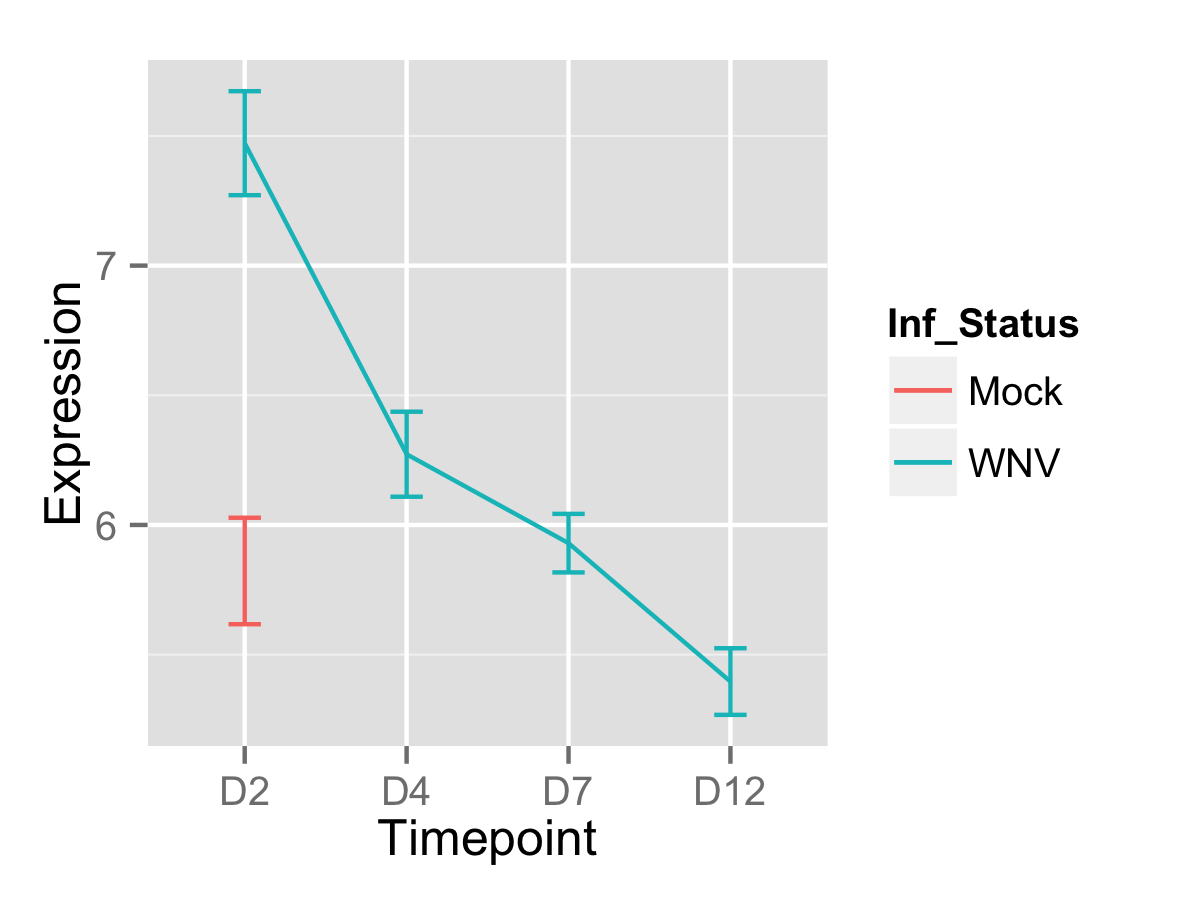 Expression
7
6
D2 D4 D7 D12
Timepoint
Inf_Status
Mock
WNV